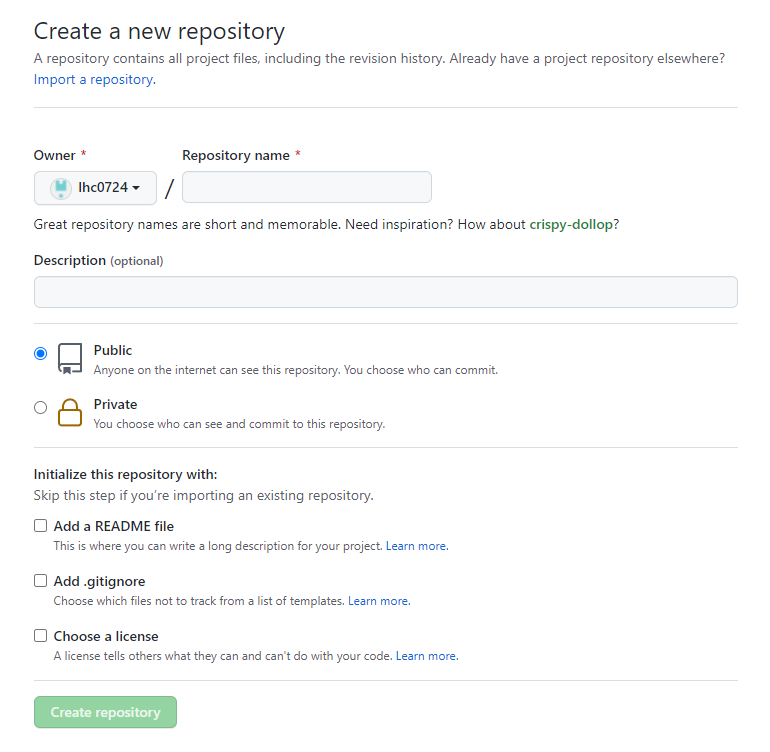 Create a new repository
A repository contains all project files, including the revision history. Already have a project repository elsewhere?
Import a repository.
Owner * Repository name *
lhc0724 /
Great repository names are short and memorable. Need inspiration? How about crispy-dollop?
Description (optional)
Public
Anyone on the internet can see this repository. You choose who can commit.
Private
You choose who can see and commit to this repository.
Initialize this repository with:
Skip this step if you're importing an existing repository.
Add a README file
This is where you can write a long description for your project. Learn more.
Add .gitignore
Choose which files not to track from a list of templates. Learn more.
Choose a license
A license tells others what they can and can't do with your code. Learn more.
Create repository